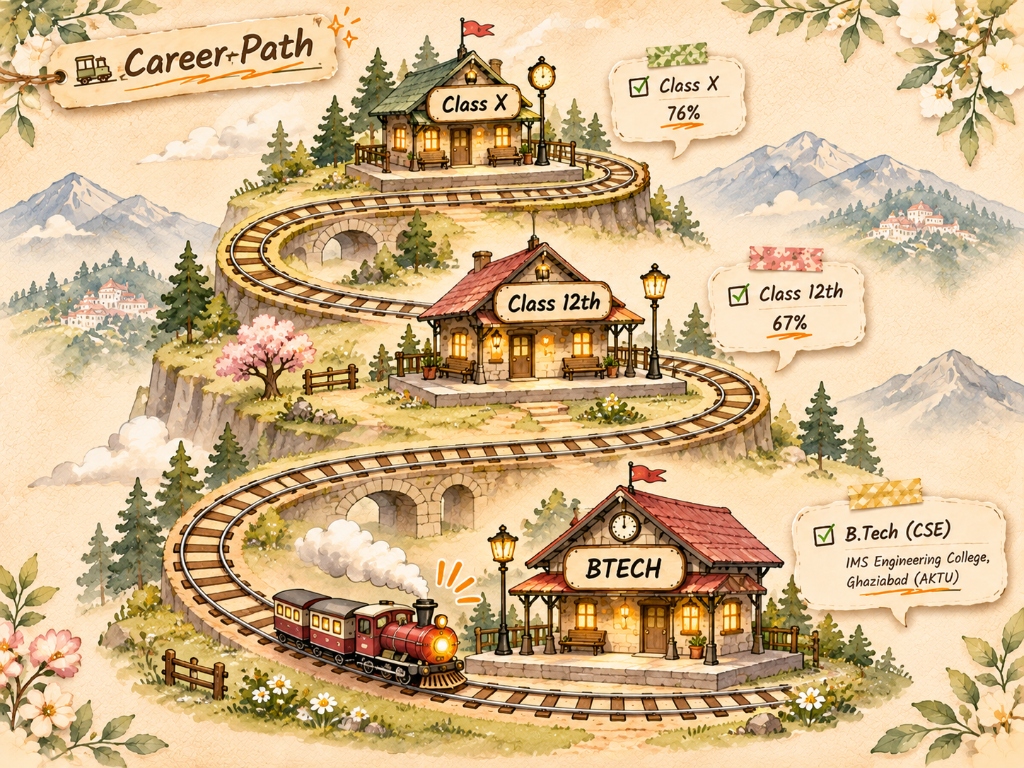 Career-Path
Class X
Class X
76%
Class 12th
Class 12th
67%
BTECH
B.Tech (CSE)
IMS Engineering College,
Ghaziabad (AKTU)